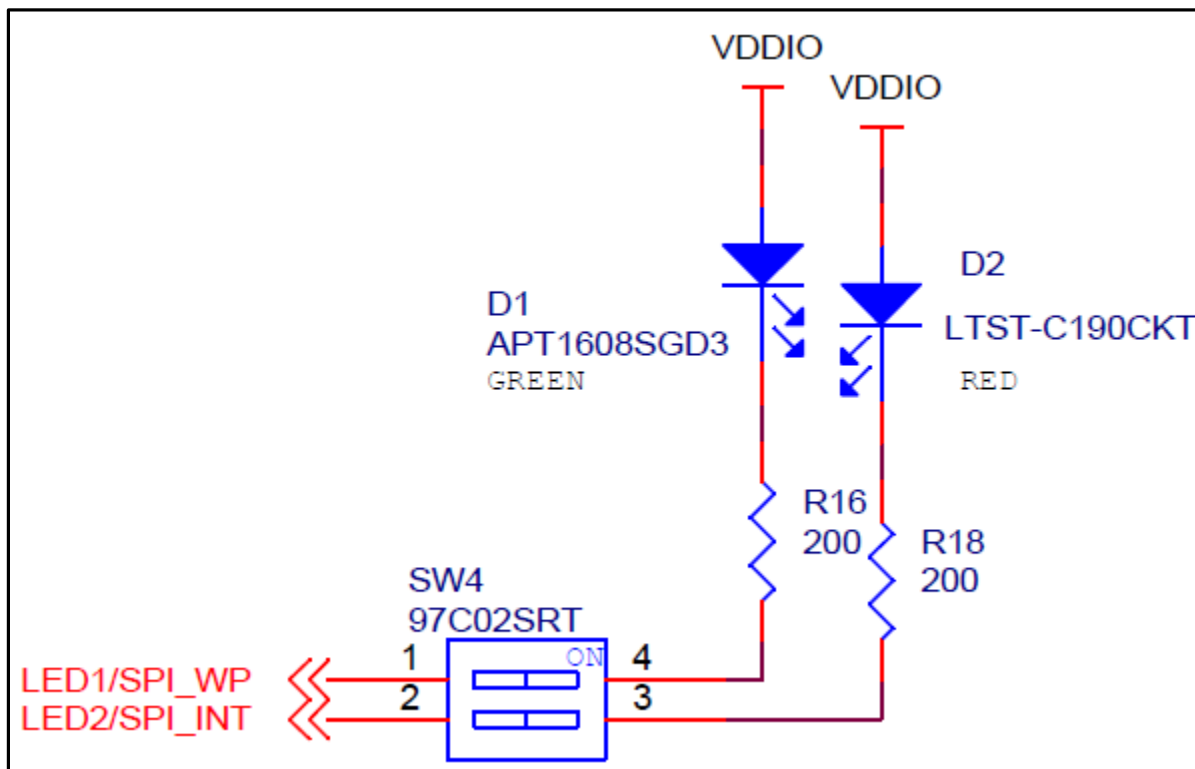 VDDIO
VDDIO
D1
APT1608SGD3
GREEN
D2
LTST-C190CKT
RED
R16
200
R18
200
SW4
97C02SRT
ON
1
4
LED1/SPI_WP
2
3
LED2/SPI_INT